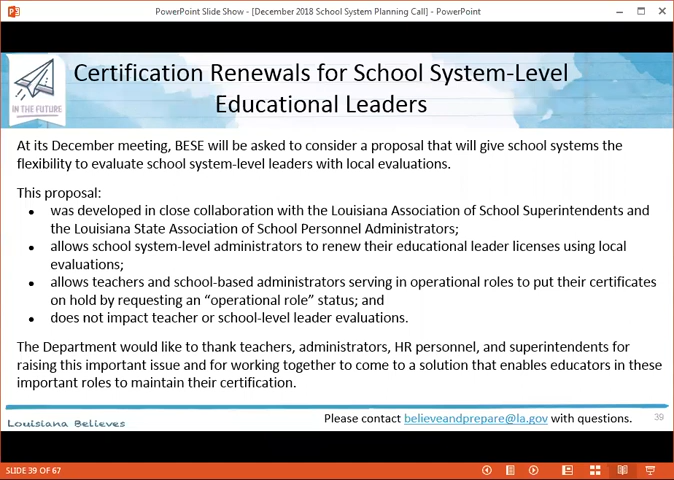 PowerPoint Slide Show - [December 2018 School System Planning Call] - PowerPoint
IN THE FUTURE
Certification Renewals for School System-Level
Educational Leaders
At its December meeting, BESE will be asked to consider a proposal that will give school systems the
flexibility to evaluate school system-level leaders with local evaluations.
This proposal:
• was developed in close collaboration with the Louisiana Association of School Superintendents and
the Louisiana State Association of School Personnel Administrators;
• allows school system-level administrators to renew their educational leader licenses using local
evaluations;
• allows teachers and school-based administrators serving in operational roles to put their certificates
on hold by requesting an “operational role” status; and
• does not impact teacher or school-level leader evaluations.
The Department would like to thank teachers, administrators, HR personnel, and superintendents for
raising this important issue and for working together to come to a solution that enables educators in these
important roles to maintain their certification.
Louisiana Believes
Please contact believeandprepare@la.gov with questions.
39
SLIDE 39 OF 67